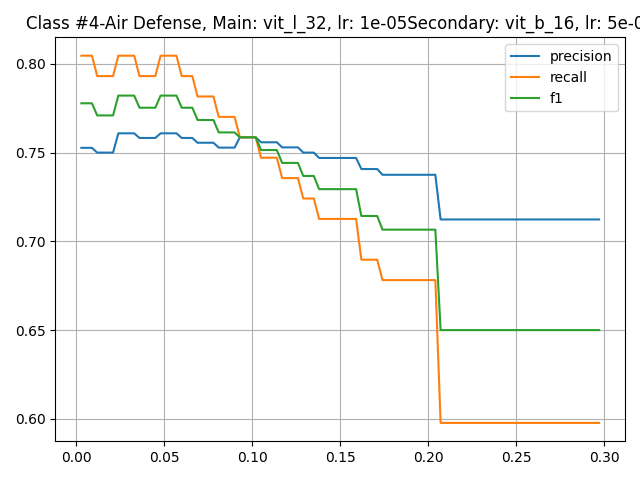 Class #4-Air Defense, Main: vit_l_32, lr: 1e-05Secondary: vit_b_16, lr: 5e-0
precision
recall
f1
0.80
0.75
0.70
0.65
0.60
0.00 0.05 0.10 0.15 0.20 0.25 0.30